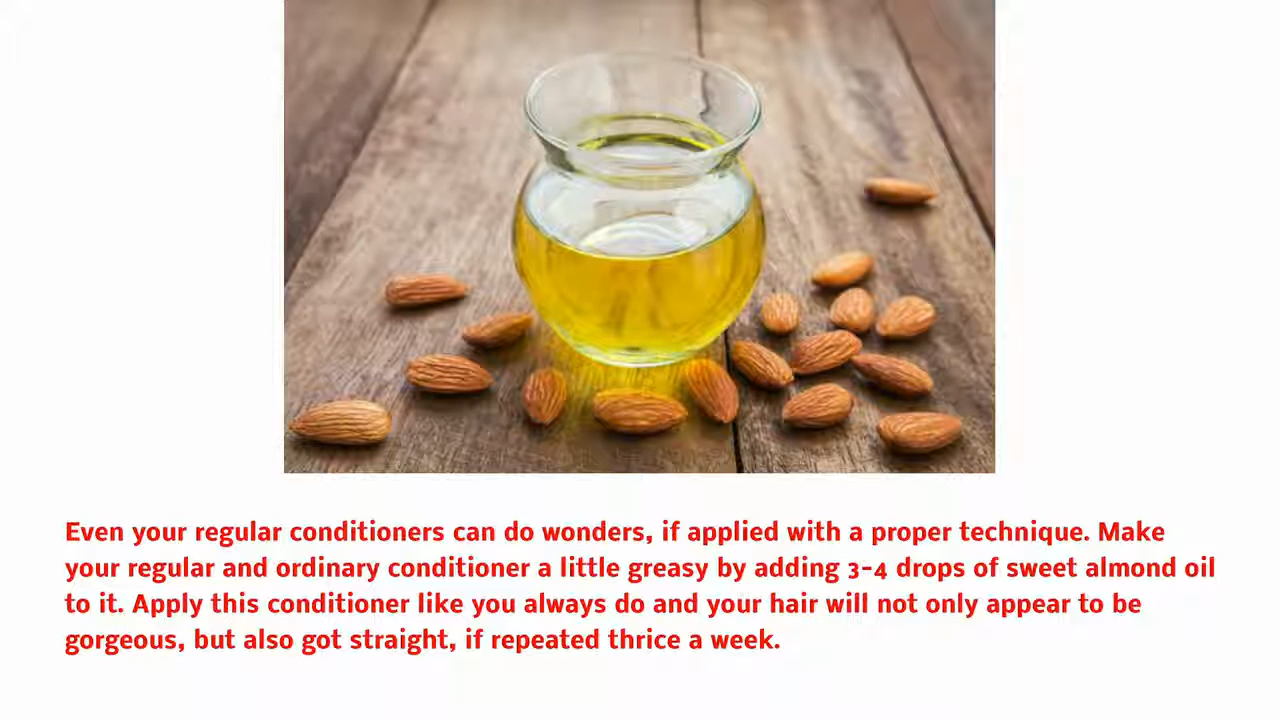 Even your regular conditioners can do wonders, if applied with a proper technique. Make
your regular and ordinary conditioner a little greasy by adding 3-4 drops of sweet almond oil
to it. Apply this conditioner like you always do and your hair will not only appear to be
gorgeous, but also got straight, if repeated thrice a week.